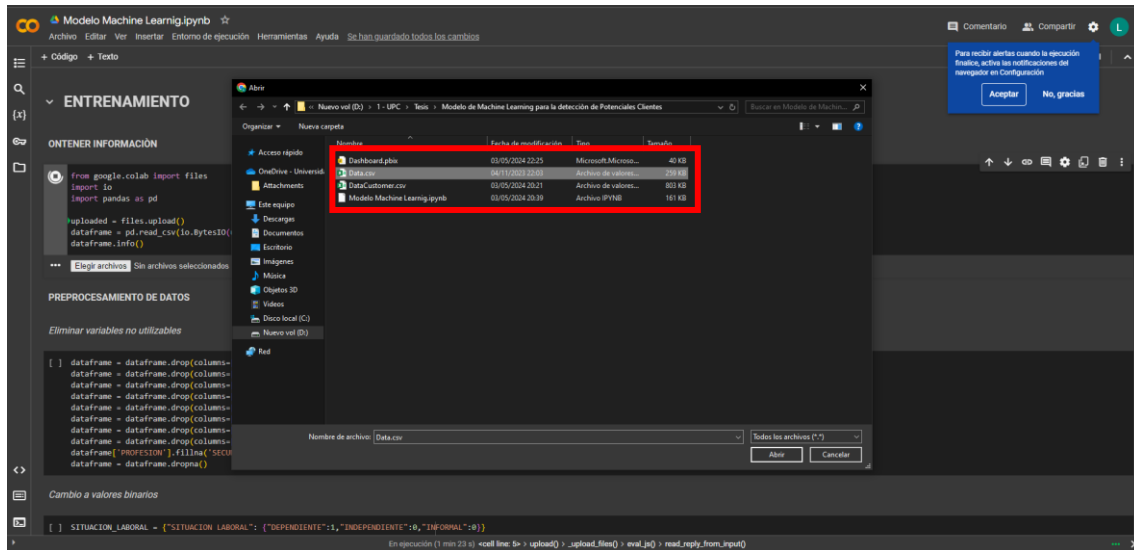 Modelo Machine Learnig.ipynb
Comentario Compartir L
Archivo Editar Ver Insertar Entorno de ejecución Herramientas Ayuda Se han guardado todos los cambios
+ Código + Texto
Para recibir alertas cuando la ejecución
finalice, activa las notificaciones del
navegador en Configuración
Aceptar No, gracias
ENTRENAMIENTO
ONTENER INFORMACIÓN
from google.colab import files
import io
import pandas as pd
uploaded = files.upload()
dataframe = pd.read_csv(io.BytesIO(
dataframe.info()
Elegir archivos Sin archivos seleccionados
PREPROCESAMIENTO DE DATOS
Eliminar variables no utilizables
[ ] dataframe = dataframe.drop(columns=
dataframe = dataframe.drop(columns=
dataframe = dataframe.drop(columns=
dataframe = dataframe.drop(columns=
dataframe = dataframe.drop(columns=
dataframe = dataframe.drop(columns=
dataframe = dataframe.drop(columns=
dataframe = dataframe.drop(columns=
dataframe['PROFESION'].fillna('SECU
dataframe = dataframe.dropna()
Cambio a valores binarios
[ ] SITUACION_LABORAL = {"SITUACION LABORAL": {"DEPENDIENTE":1,"INDEPENDIENTE":0,"INFORMAL":0}}
En ejecución (1 min 23 s) <cell line: 5> > upload() > _upload_files() > eval_js() > read_reply_from_input()
Abrir
« Nuevo vol (D:) > 1 - UPC > Tesis > Modelo de Machine Learning para la detección de Potenciales Clientes
Buscar en Modelo de Machin...
Organizar Nueva carpeta
Nombre Fecha de modificación Tipo Tamaño
Dashboard.pbix 03/05/2024 22:25 Microsoft.Microso... 40 KB
Data.csv 04/11/2023 22:03 Archivo de valores... 259 KB
DataCustomer.csv 03/05/2024 20:21 Archivo de valores... 803 KB
Modelo Machine Learnig.ipynb 03/05/2024 20:39 Archivo IPYNB 161 KB
Acceso rápido
OneDrive - Universid
Attachments
Este equipo
Descargas
Documentos
Escritorio
Imágenes
Música
Objetos 3D
Videos
Disco local (C:)
Nuevo vol (D:)
Red
Nombre de archivo: Data.csv
Todos los archivos (*.*)
Abrir Cancelar